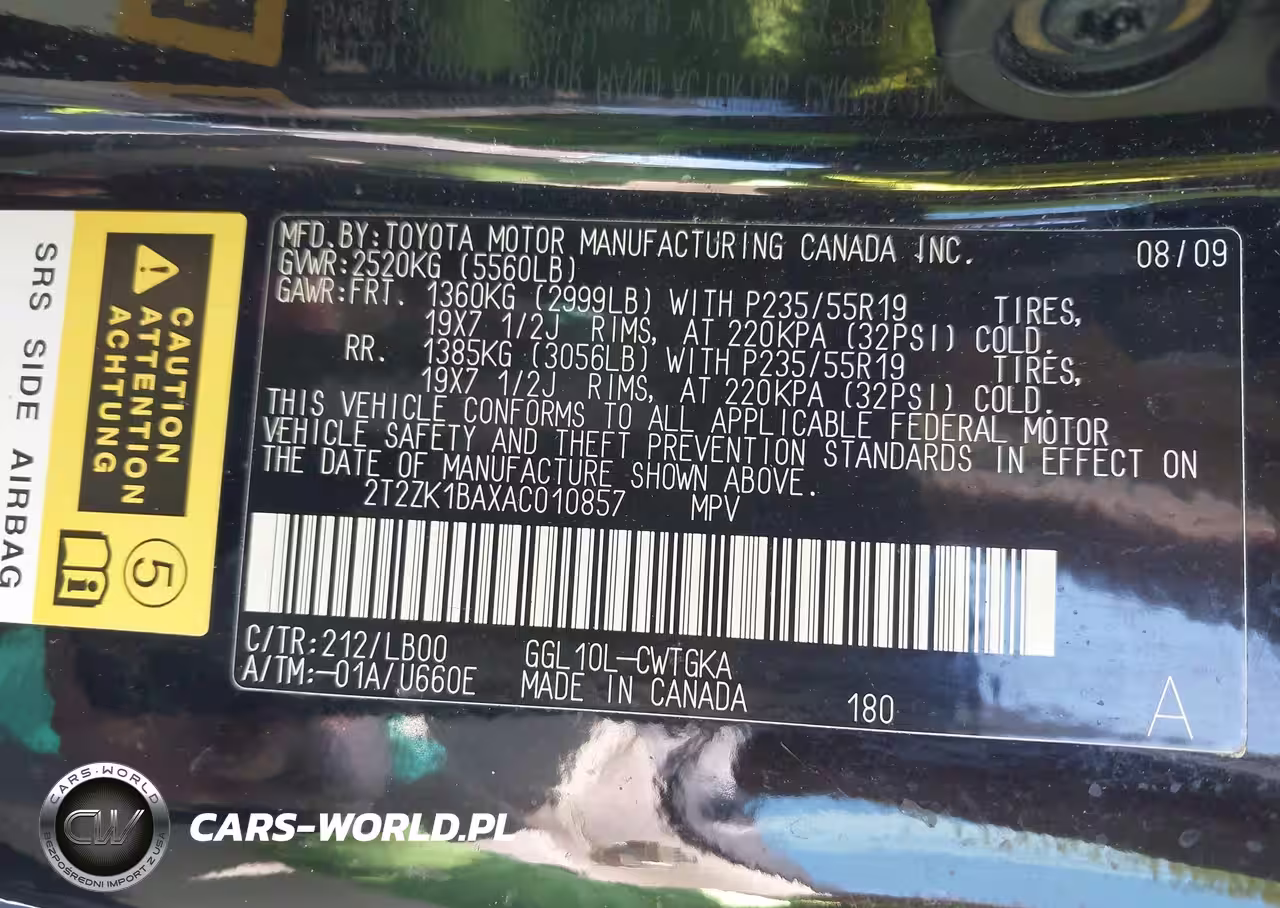 MFD.BY:TOYOTA MOTOR MANUFACTURING CANADA INC. 08/09
GVWR:2520KG (5560LB)
GAWR:FRT. 1360KG (2999LB) WITH P235/55R19 TIRES,
19X7 1/2J RIMS, AT 220KPA (32PSI) COLD.
RR. 1385KG (3056LB) WITH P235/55R19 TIRES,
19X7 1/2J RIMS, AT 220KPA (32PSI) COLD.
THIS VEHICLE CONFORMS TO ALL APPLICABLE FEDERAL MOTOR
VEHICLE SAFETY AND THEFT PREVENTION STANDARDS IN EFFECT ON
THE DATE OF MANUFACTURE SHOWN ABOVE.
2T2ZK1BAXAC010857 MPV
C/TR:212/LB00 GGL10L-CWTGKA
A/TM:-01A/U660E MADE IN CANADA 180 A
CAUTION
ATTENTION
ACHTUNG
5
SRS SIDE AIRBAG
CARS-WORLD
CW
BEZPOŚREDNI IMPORT Z USA
CARS-WORLD.PL